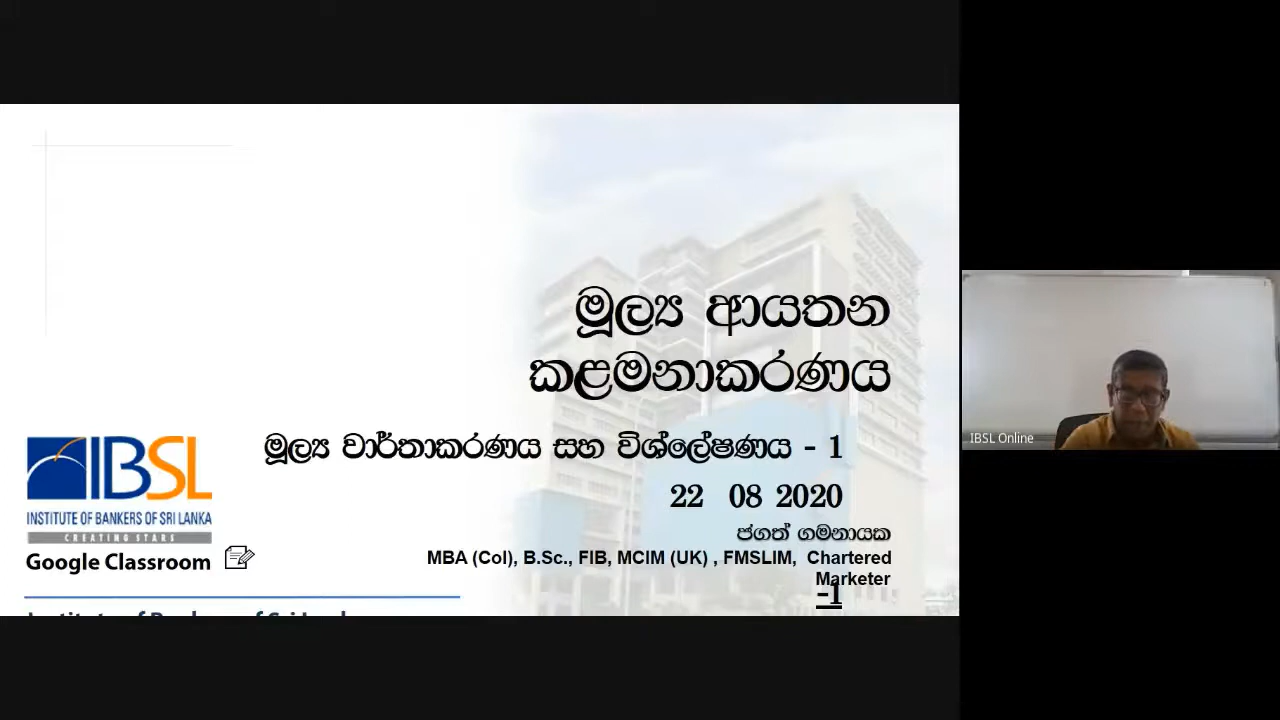 මූල්‍ය ආයතන
කළමනාකරණය
මූල්‍ය වාර්තාකරණය සහ විශ්ලේෂණය - 1
22 08 2020
ජගත් ගමනායක
MBA (Col), B.Sc., FIB, MCIM (UK) , FMSLIM, Chartered
Marketer
-1
IBSL
INSTITUTE OF BANKERS OF SRI LANKA
CREATING STARS
Google Classroom
IBSL Online